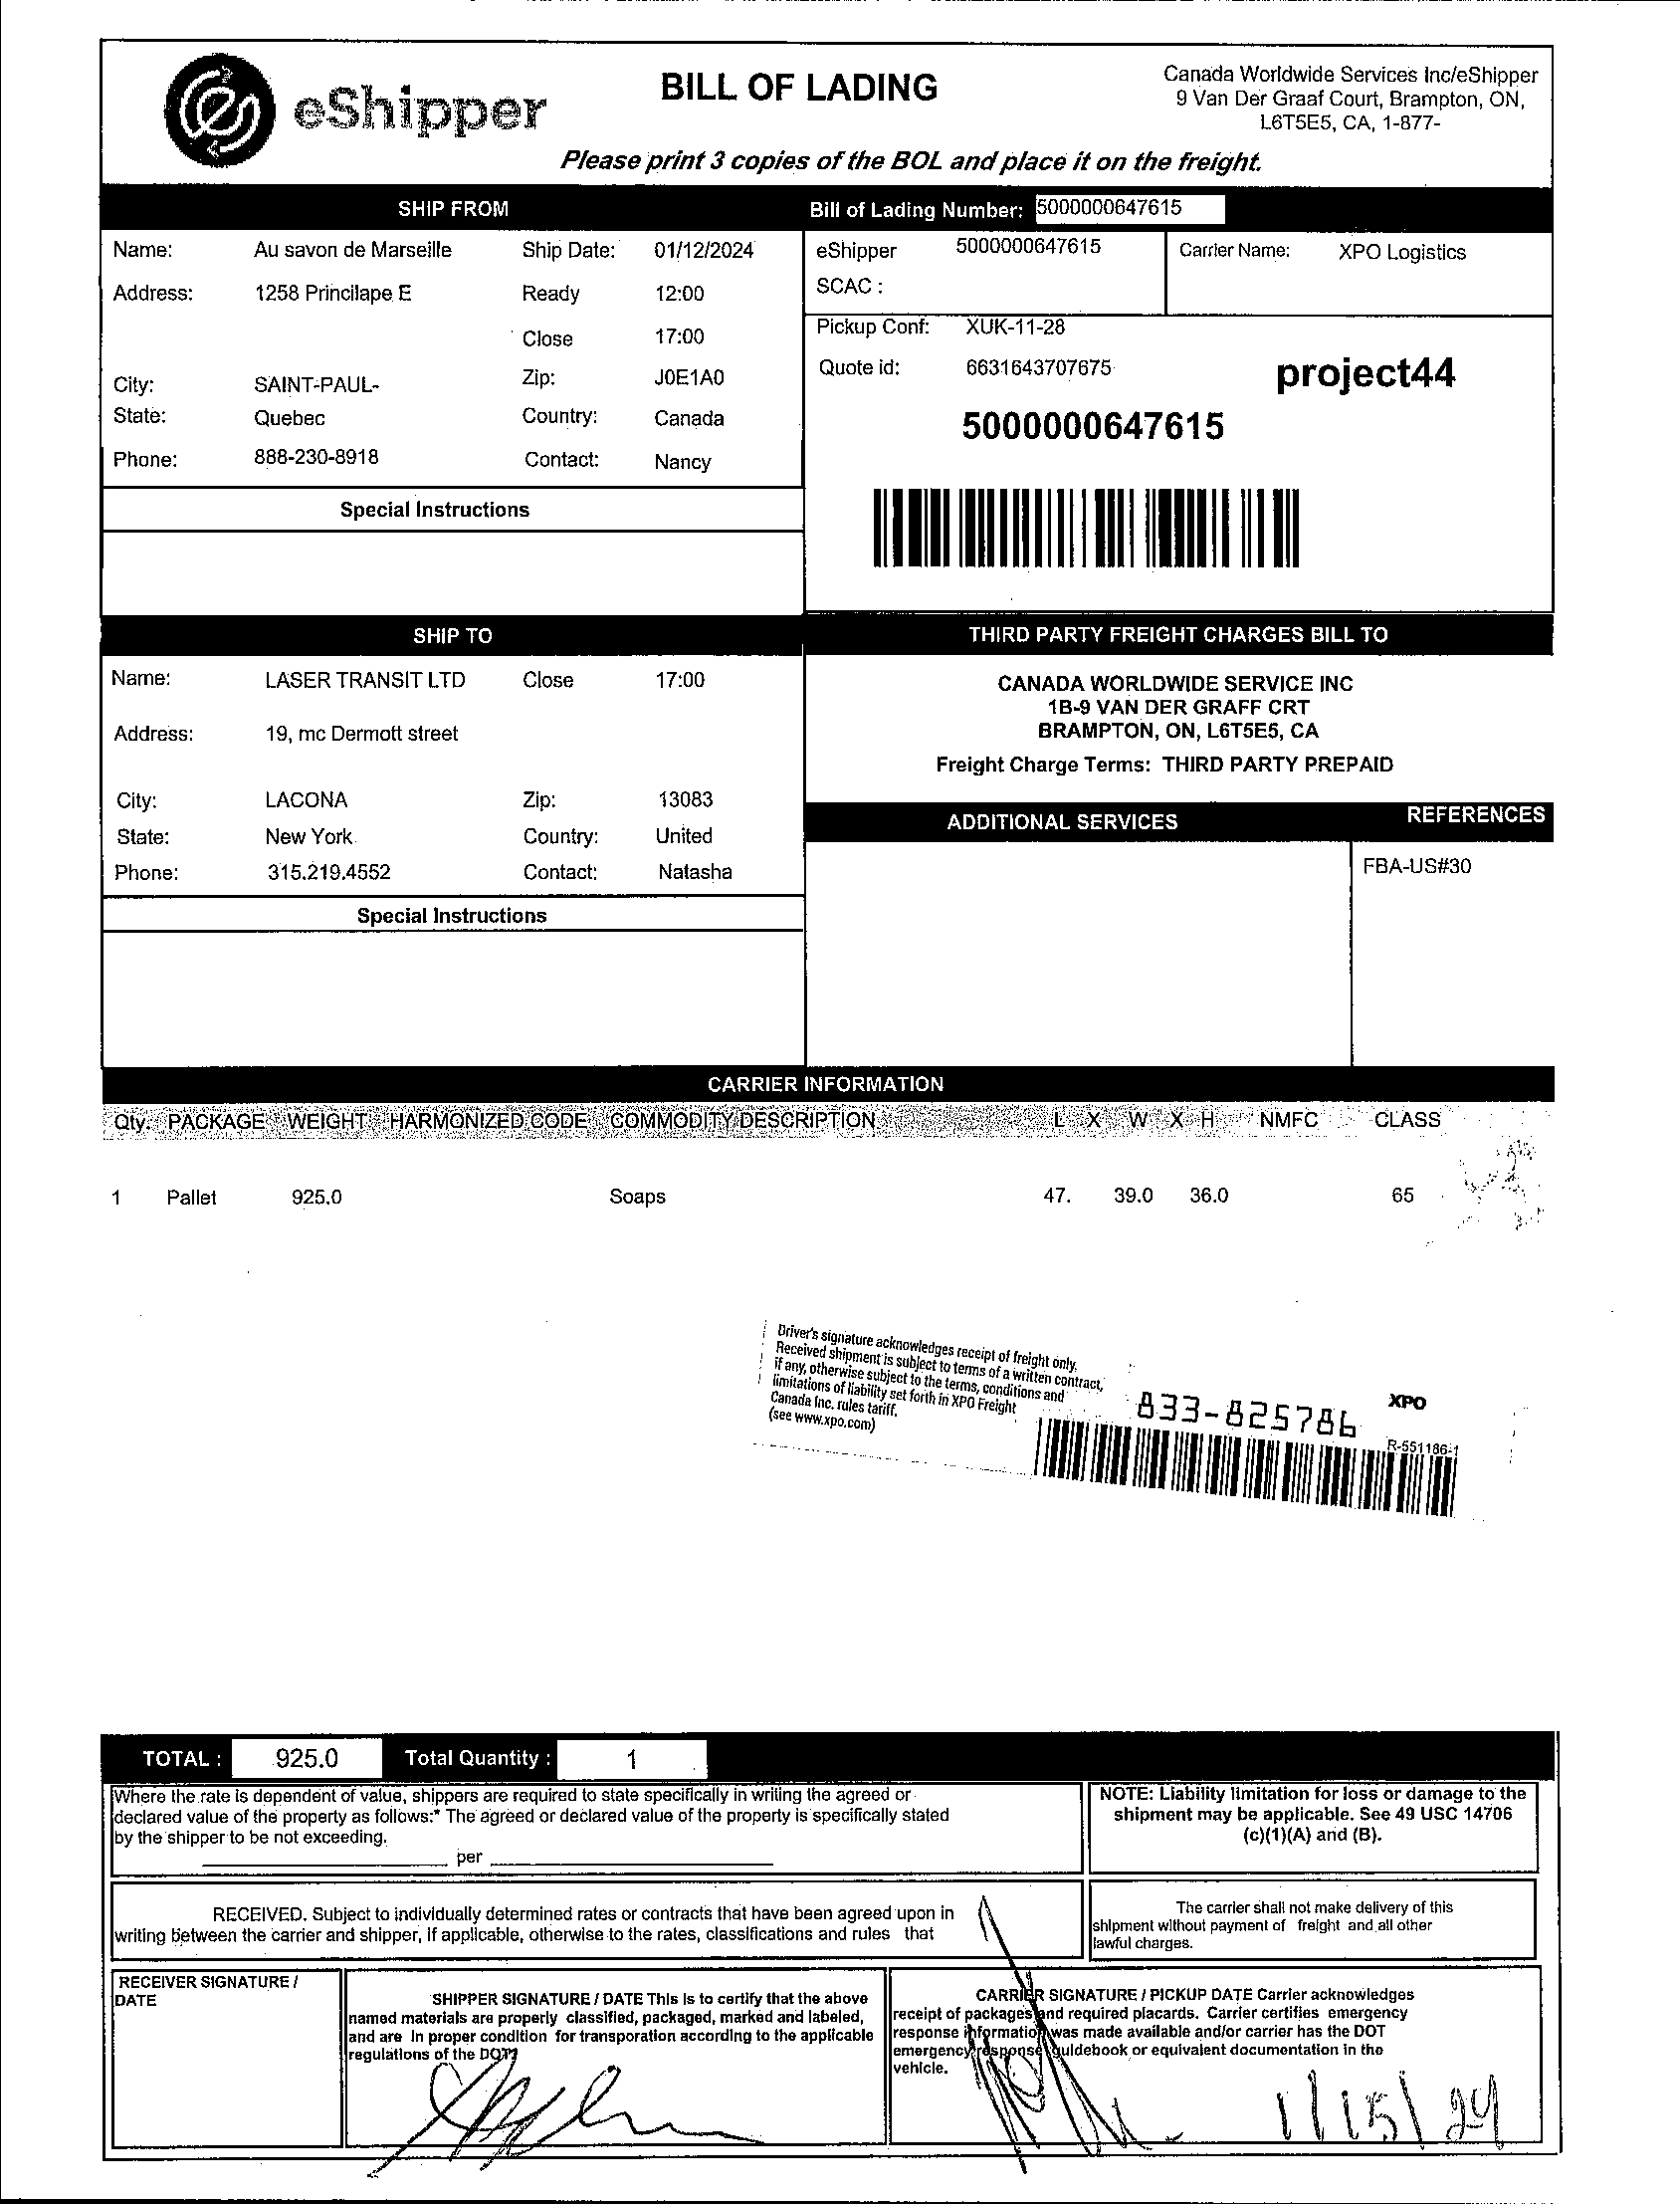 eShipper
BILL OF LADING
Canada Worldwide Services Inc/eShipper
9 Van Der Graaf Court, Brampton, ON,
L6T5E5, CA, 1-877-
Please print 3 copies of the BOL and place it on the freight.
SHIP FROM
Bill of Lading Number: 5000000647615
Name: Au savon de Marseille Ship Date: 01/12/2024
eShipper 5000000647615 Carrier Name: XPO Logistics
SCAC :
Address: 1258 Princilape E Ready 12:00
Close 17:00
Pickup Conf: XUK-11-28
Quote id: 6631643707675
project44
City: SAINT-PAUL- Zip: J0E1A0
State: Quebec Country: Canada
5000000647615
Phone: 888-230-8918 Contact: Nancy
Special Instructions
SHIP TO
THIRD PARTY FREIGHT CHARGES BILL TO
Name: LASER TRANSIT LTD Close 17:00
Address: 19, mc Dermott street
CANADA WORLDWIDE SERVICE INC
1B-9 VAN DER GRAFF CRT
BRAMPTON, ON, L6T5E5, CA
Freight Charge Terms: THIRD PARTY PREPAID
City: LACONA Zip: 13083
State: New York Country: United
Phone: 315.219.4552 Contact: Natasha
ADDITIONAL SERVICES REFERENCES
FBA-US#30
Special Instructions
CARRIER INFORMATION
Qty. PACKAGE WEIGHT HARMONIZED CODE COMMODITY DESCRIPTION L X W X H NMFC CLASS
1 Pallet 925.0 Soaps 47. 39.0 36.0 65
Driver's signature acknowledges receipt of freight only.
Received shipment is subject to terms of a written contract,
if any, otherwise subject to the terms, conditions and
limitations of liability set forth in XPO Freight
Canada Inc. rules tariff.
(see www.xpo.com)
833-825786
XPO
R-551186-1
TOTAL : 925.0 Total Quantity : 1
Where the rate is dependent of value, shippers are required to state specifically in writing the agreed or
declared value of the property as follows:* The agreed or declared value of the property is specifically stated
by the shipper to be not exceeding.
per
NOTE: Liability limitation for loss or damage to the
shipment may be applicable. See 49 USC 14706
(c)(1)(A) and (B).
RECEIVED. Subject to individually determined rates or contracts that have been agreed upon in
writing between the carrier and shipper, if applicable, otherwise to the rates, classifications and rules that
The carrier shall not make delivery of this
shipment without payment of freight and all other
lawful charges.
RECEIVER SIGNATURE /
DATE
SHIPPER SIGNATURE / DATE This is to certify that the above
named materials are properly classified, packaged, marked and labeled,
and are in proper condition for transporation according to the applicable
regulations of the DOT.
CARRIER SIGNATURE / PICKUP DATE Carrier acknowledges
receipt of packages and required placards. Carrier certifies emergency
response information was made available and/or carrier has the DOT
emergency response guidebook or equivalent documentation in the
vehicle.
1/15/24